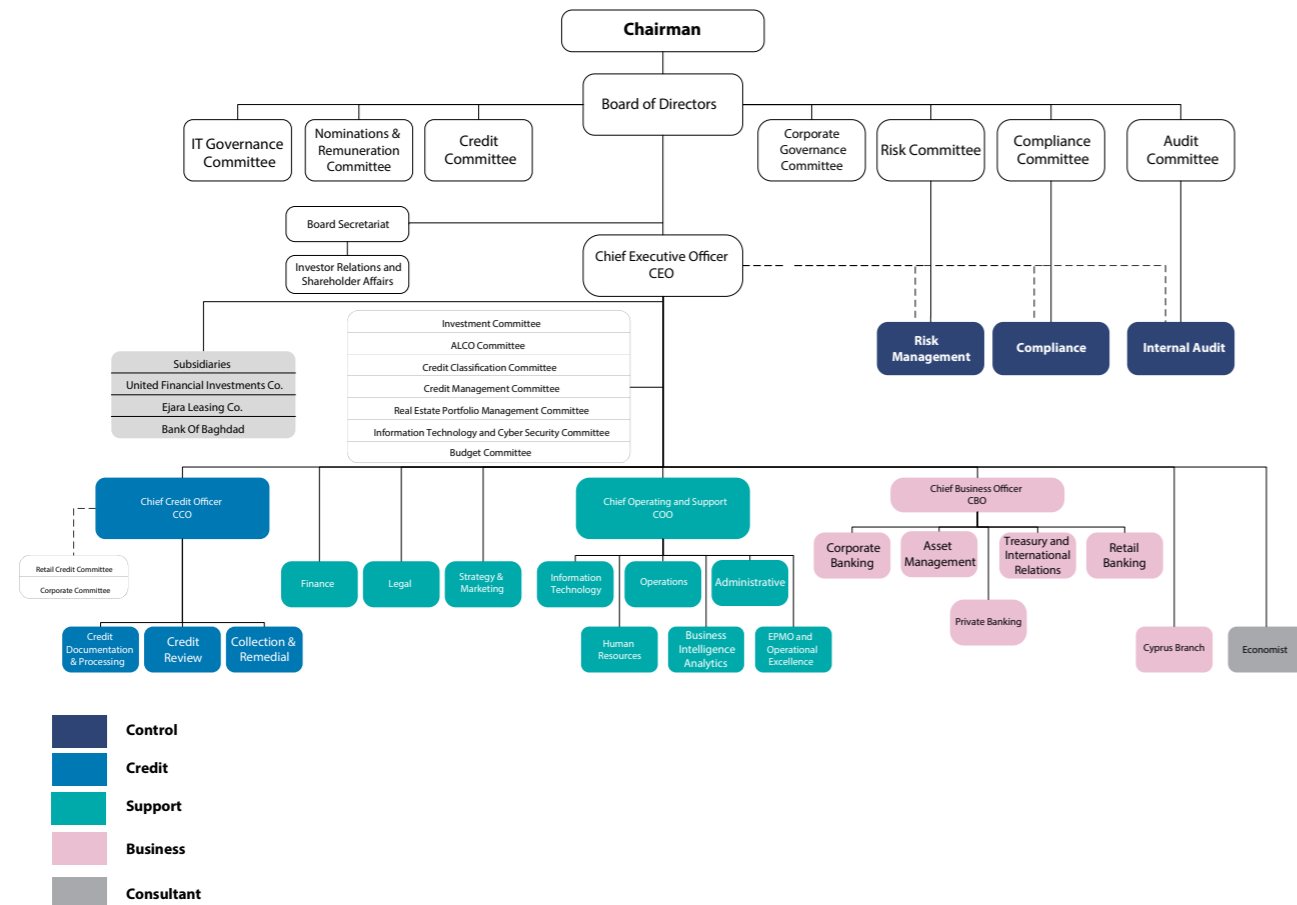 Chairman
Board of Directors
IT Governance
Committee
Nominations &
Remuneration
Committee
Credit
Committee
Corporate
Governance
Committee
Risk Committee
Compliance
Committee
Audit
Committee
Board Secretariat
Investor Relations and
Shareholder Affairs
Chief Executive Officer
CEO
Risk
Management
Compliance
Internal Audit
Subsidiaries
United Financial Investments Co.
Ejara Leasing Co.
Bank Of Baghdad
Investment Committee
ALCO Committee
Credit Classification Committee
Credit Management Committee
Real Estate Portfolio Management Committee
Information Technology and Cyber Security Committee
Budget Committee
Chief Credit Officer
CCO
Chief Operating and Support
COO
Chief Business Officer
CBO
Retail Credit Committee
Corporate Committee
Finance
Legal
Strategy &
Marketing
Information
Technology
Operations
Administrative
Corporate
Banking
Asset
Management
Treasury and
International
Relations
Retail
Banking
Private Banking
Credit
Documentation
& Processing
Credit
Review
Collection &
Remedial
Human
Resources
Business
Intelligence
Analytics
EPMO and
Operational
Excellence
Cyprus Branch
Economist
Control
Credit
Support
Business
Consultant